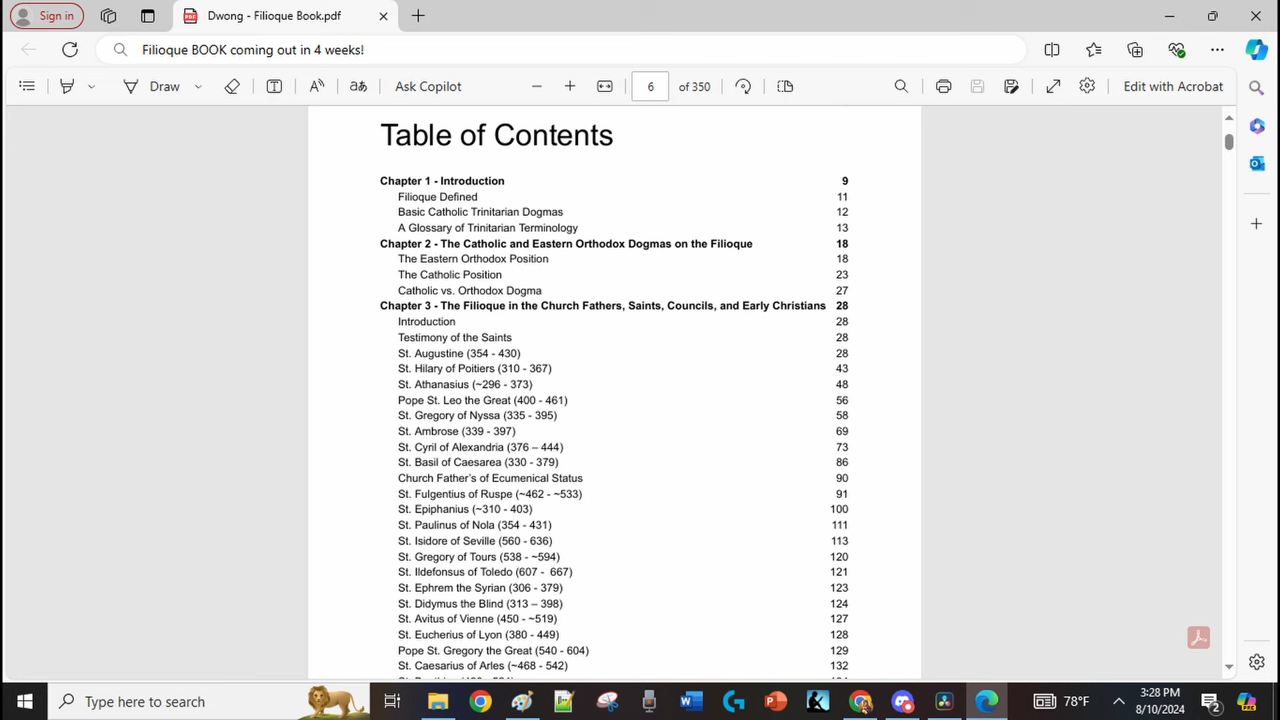 Sign in
Dwong - Filioque Book.pdf
Filioque BOOK coming out in 4 weeks!
Draw
aあ
Ask Copilot
6 of 350
Edit with Acrobat
Table of Contents
Chapter 1 - Introduction 9
Filioque Defined 11
Basic Catholic Trinitarian Dogmas 12
A Glossary of Trinitarian Terminology 13
Chapter 2 - The Catholic and Eastern Orthodox Dogmas on the Filioque 18
The Eastern Orthodox Position 18
The Catholic Position 23
Catholic vs. Orthodox Dogma 27
Chapter 3 - The Filioque in the Church Fathers, Saints, Councils, and Early Christians 28
Introduction 28
Testimony of the Saints 28
St. Augustine (354 - 430) 28
St. Hilary of Poitiers (310 - 367) 43
St. Athanasius (~296 - 373) 48
Pope St. Leo the Great (400 - 461) 56
St. Gregory of Nyssa (335 - 395) 58
St. Ambrose (339 - 397) 69
St. Cyril of Alexandria (376 – 444) 73
St. Basil of Caesarea (330 - 379) 86
Church Father's of Ecumenical Status 90
St. Fulgentius of Ruspe (~462 - ~533) 91
St. Epiphanius (~310 - 403) 100
St. Paulinus of Nola (354 - 431) 111
St. Isidore of Seville (560 - 636) 113
St. Gregory of Tours (538 - ~594) 120
St. Ildefonsus of Toledo (607 - 667) 121
St. Ephrem the Syrian (306 - 379) 123
St. Didymus the Blind (313 – 398) 124
St. Avitus of Vienne (450 - ~519) 127
St. Eucherius of Lyon (380 - 449) 128
Pope St. Gregory the Great (540 - 604) 129
St. Caesarius of Arles (~468 - 542) 132
Type here to search
78°F
3:28 PM
8/10/2024
2